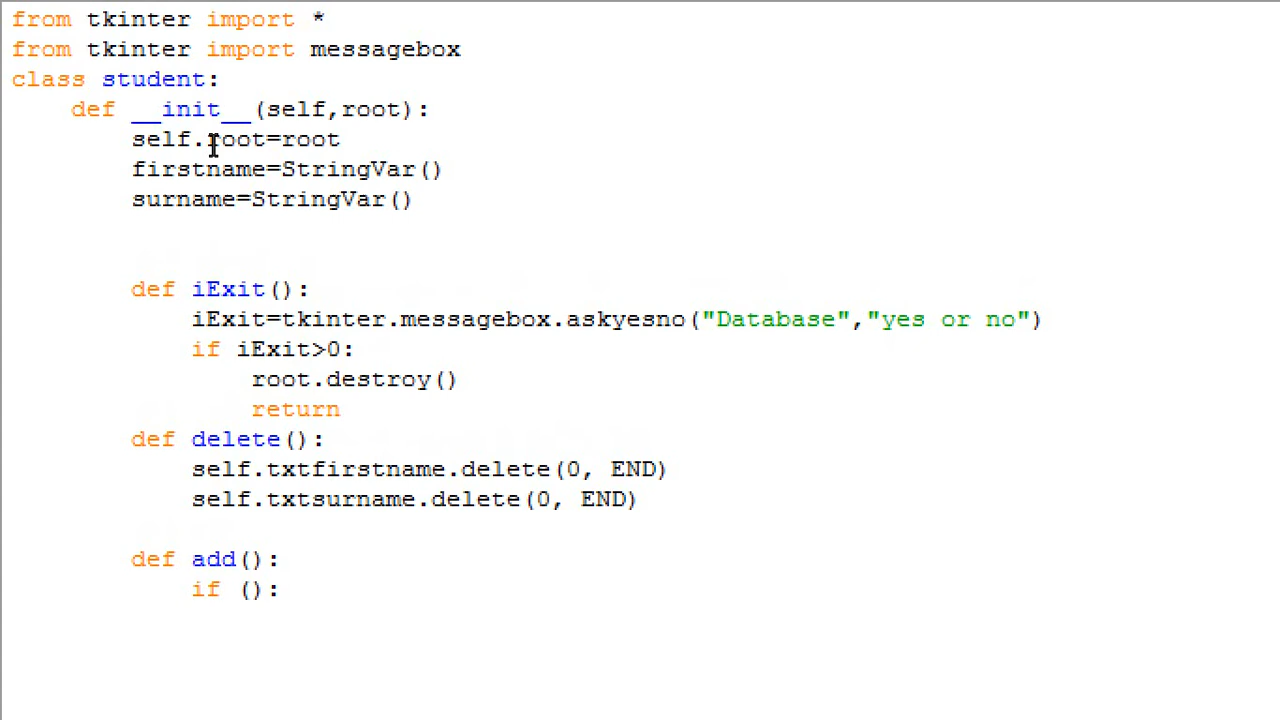 from tkinter import *
from tkinter import messagebox
class student:
    def __init__(self,root):
        self.root=root
        firstname=StringVar()
        surname=StringVar()
        def iExit():
            iExit=tkinter.messagebox.askyesno("Database","yes or no")
            if iExit>0:
                root.destroy()
                return
        def delete():
            self.txtfirstname.delete(0, END)
            self.txtsurname.delete(0, END)
        def add():
            if ():